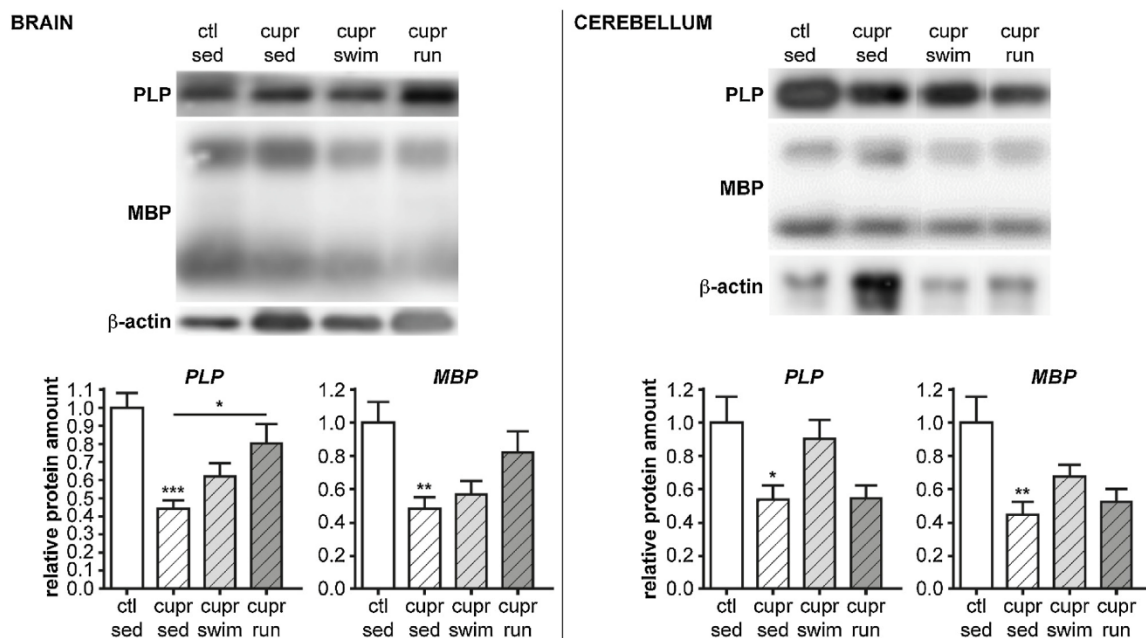 BRAIN
ctl cupr cupr cupr
sed sed swim run
PLP
MBP
β-actin
PLP
relative protein amount
1.1
1.0
0.9
0.8
0.7
0.6
0.5
0.4
0.3
0.2
0.1
0.0
***
*
ctl cupr cupr cupr
sed sed swim run
MBP
1.2
1.0
0.8
0.6
0.4
0.2
0.0
**
ctl cupr cupr cupr
sed sed swim run
CEREBELLUM
ctl cupr cupr cupr
sed sed swim run
PLP
MBP
β-actin
PLP
relative protein amount
1.2
1.0
0.8
0.6
0.4
0.2
0.0
*
ctl cupr cupr cupr
sed sed swim run
MBP
1.2
1.0
0.8
0.6
0.4
0.2
0.0
**
ctl cupr cupr cupr
sed sed swim run